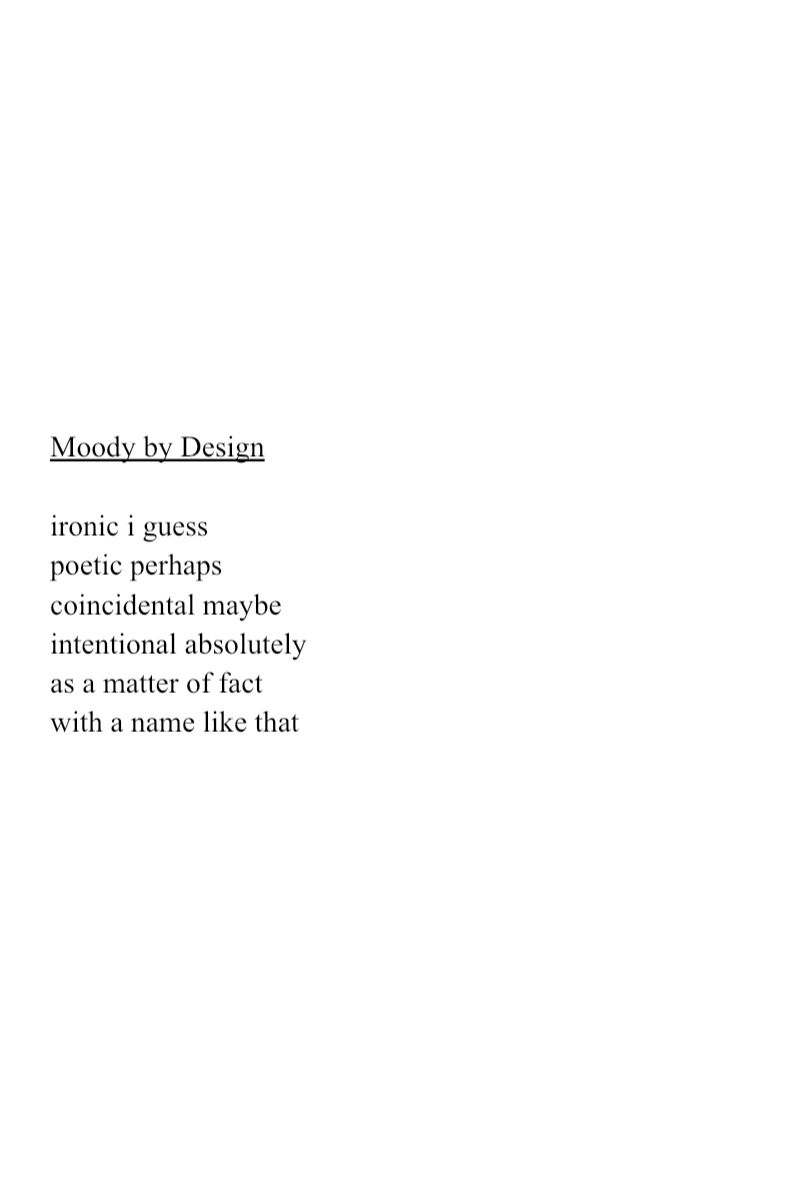 Moody by Design
ironic i guess
poetic perhaps
coincidental maybe
intentional absolutely
as a matter of fact
with a name like that